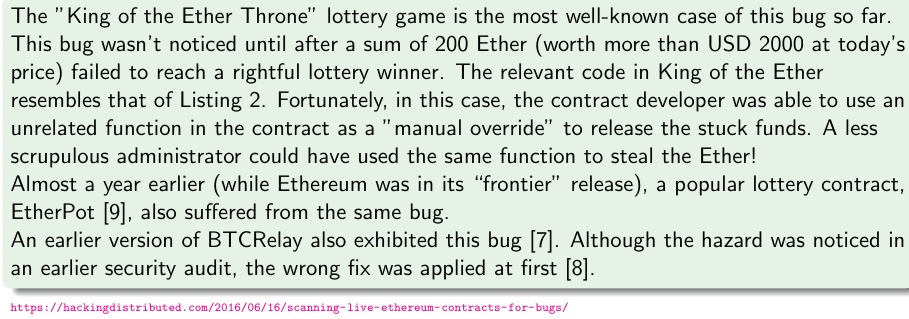 The "King of the Ether Throne" lottery game is the most well-known case of this bug so far.
This bug wasn't noticed until after a sum of 200 Ether (worth more than USD 2000 at today's
price) failed to reach a rightful lottery winner. The relevant code in King of the Ether
resembles that of Listing 2. Fortunately, in this case, the contract developer was able to use an
unrelated function in the contract as a "manual override" to release the stuck funds. A less
scrupulous administrator could have used the same function to steal the Ether!
Almost a year earlier (while Ethereum was in its “frontier” release), a popular lottery contract,
EtherPot [9], also suffered from the same bug.
An earlier version of BTCRelay also exhibited this bug [7]. Although the hazard was noticed in
an earlier security audit, the wrong fix was applied at first [8].
https://hackingdistributed.com/2016/06/16/scanning-live-ethereum-contracts-for-bugs/